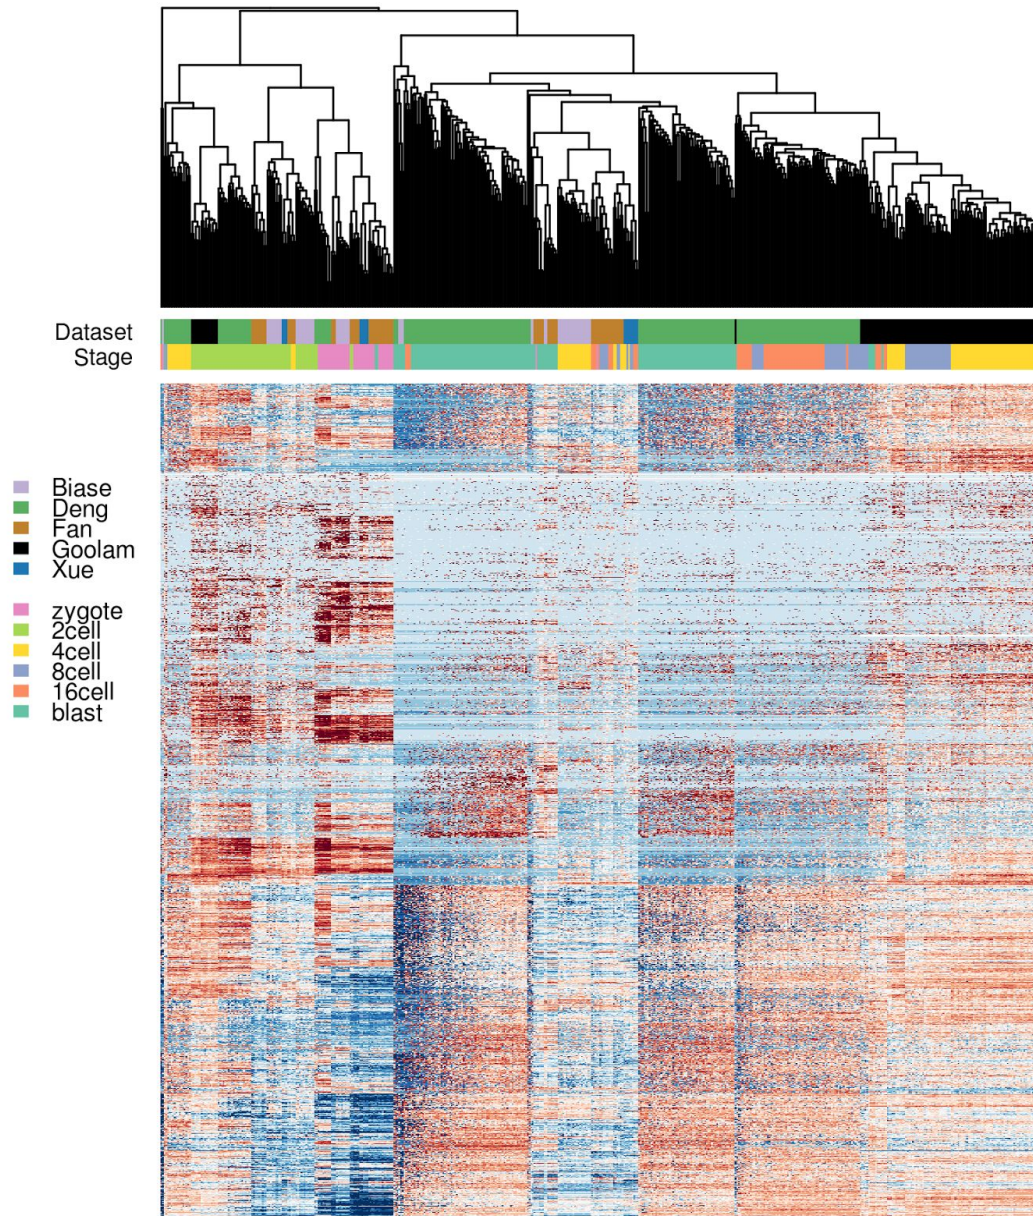 Dataset
Stage
Biase
Deng
Fan
Goolam
Xue
zygote
2cell
4cell
8cell
16cell
blast